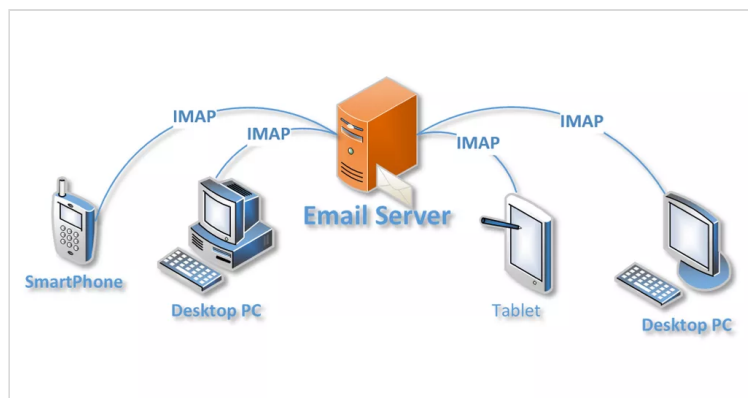 IMAP
IMAP
IMAP
IMAP
Email Server
SmartPhone
Desktop PC
Tablet
Desktop PC